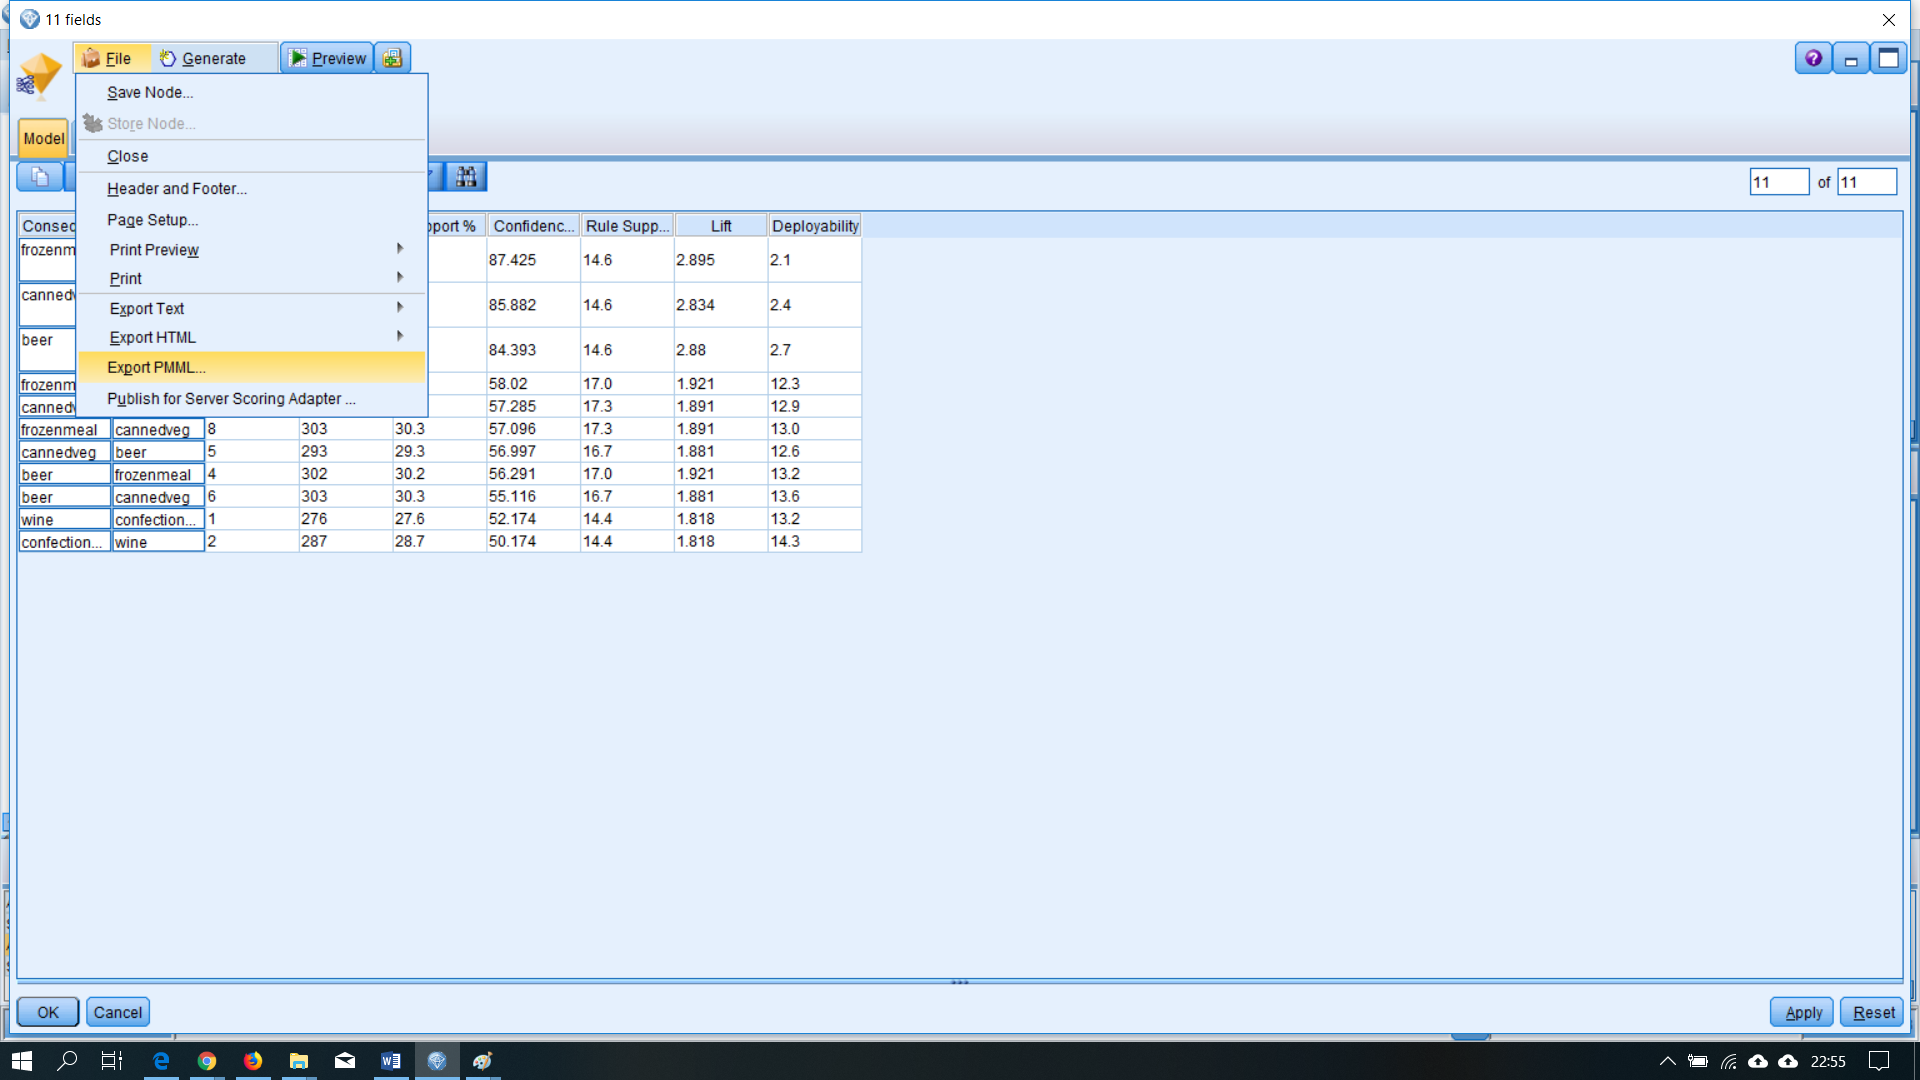 11 fields
File Generate Preview
Save Node...
Store Node...
Model
Close
Header and Footer...
11 of 11
Page Setup...
Print Preview
Print
Export Text
Export HTML
Export PMML...
Publish for Server Scoring Adapter ...
Confidenc... Rule Supp... Lift Deployability
87.425 14.6 2.895 2.1
85.882 14.6 2.834 2.4
beer 84.393 14.6 2.88 2.7
58.02 17.0 1.921 12.3
57.285 17.3 1.891 12.9
frozenmeal cannedveg 8 303 30.3 57.096 17.3 1.891 13.0
cannedveg beer 5 293 29.3 56.997 16.7 1.881 12.6
beer frozenmeal 4 302 30.2 56.291 17.0 1.921 13.2
beer cannedveg 6 303 30.3 55.116 16.7 1.881 13.6
wine confection... 1 276 27.6 52.174 14.4 1.818 13.2
confection... wine 2 287 28.7 50.174 14.4 1.818 14.3
OK Cancel Apply Reset
22:55